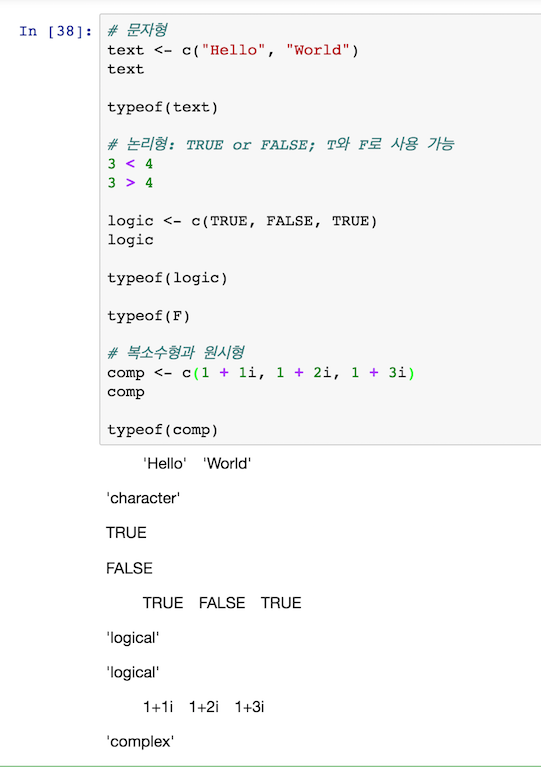 In [38]:
# 문자형
text <- c("Hello", "World")
text
typeof(text)
# 논리형: TRUE or FALSE; T와 F로 사용 가능
3 < 4
3 > 4
logic <- c(TRUE, FALSE, TRUE)
logic
typeof(logic)
typeof(F)
# 복소수형과 원시형
comp <- c(1 + 1i, 1 + 2i, 1 + 3i)
comp
typeof(comp)
'Hello' 'World'
'character'
TRUE
FALSE
TRUE FALSE TRUE
'logical'
'logical'
1+1i 1+2i 1+3i
'complex'